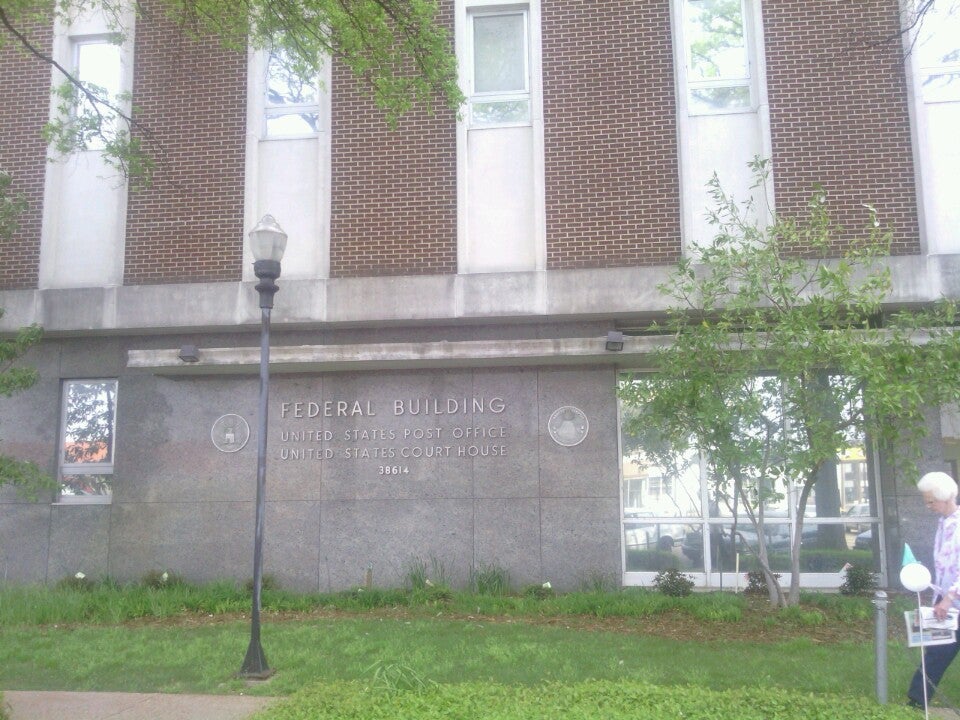 FEDERAL BUILDING
UNITED STATES POST OFFICE
UNITED STATES COURT HOUSE
38614